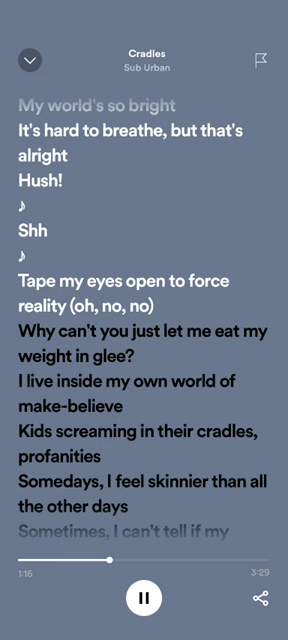 Cradles
Sub Urban
My world's so bright
It's hard to breathe, but that's
alright
Hush!
♪
Shh
♪
Tape my eyes open to force
reality (oh, no, no)
Why can't you just let me eat my
weight in glee?
I live inside my own world of
make-believe
Kids screaming in their cradles,
profanities
Somedays, I feel skinnier than all
the other days
Sometimes, I can't tell if my
1:16
3:29